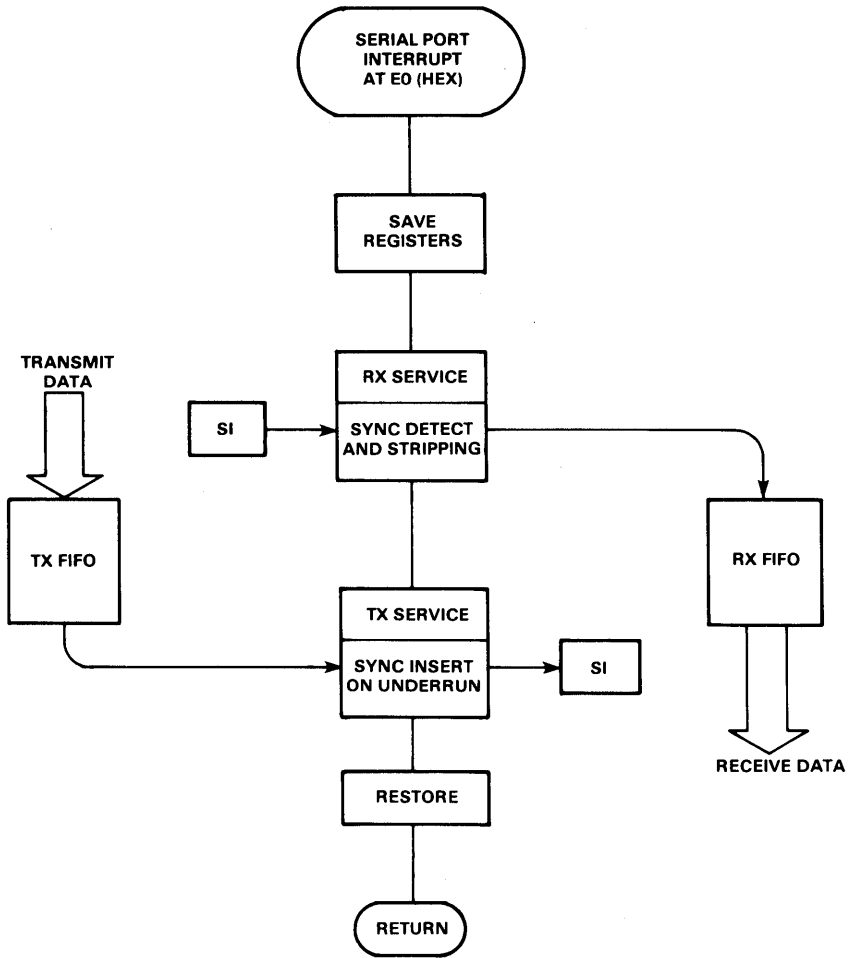 SERIAL PORT
INTERRUPT
AT E0 (HEX)
SAVE
REGISTERS
TRANSMIT
DATA
RX SERVICE
SI
SYNC DETECT
AND STRIPPING
TX FIFO
RX FIFO
TX SERVICE
SYNC INSERT
ON UNDERRUN
SI
RECEIVE DATA
RESTORE
RETURN